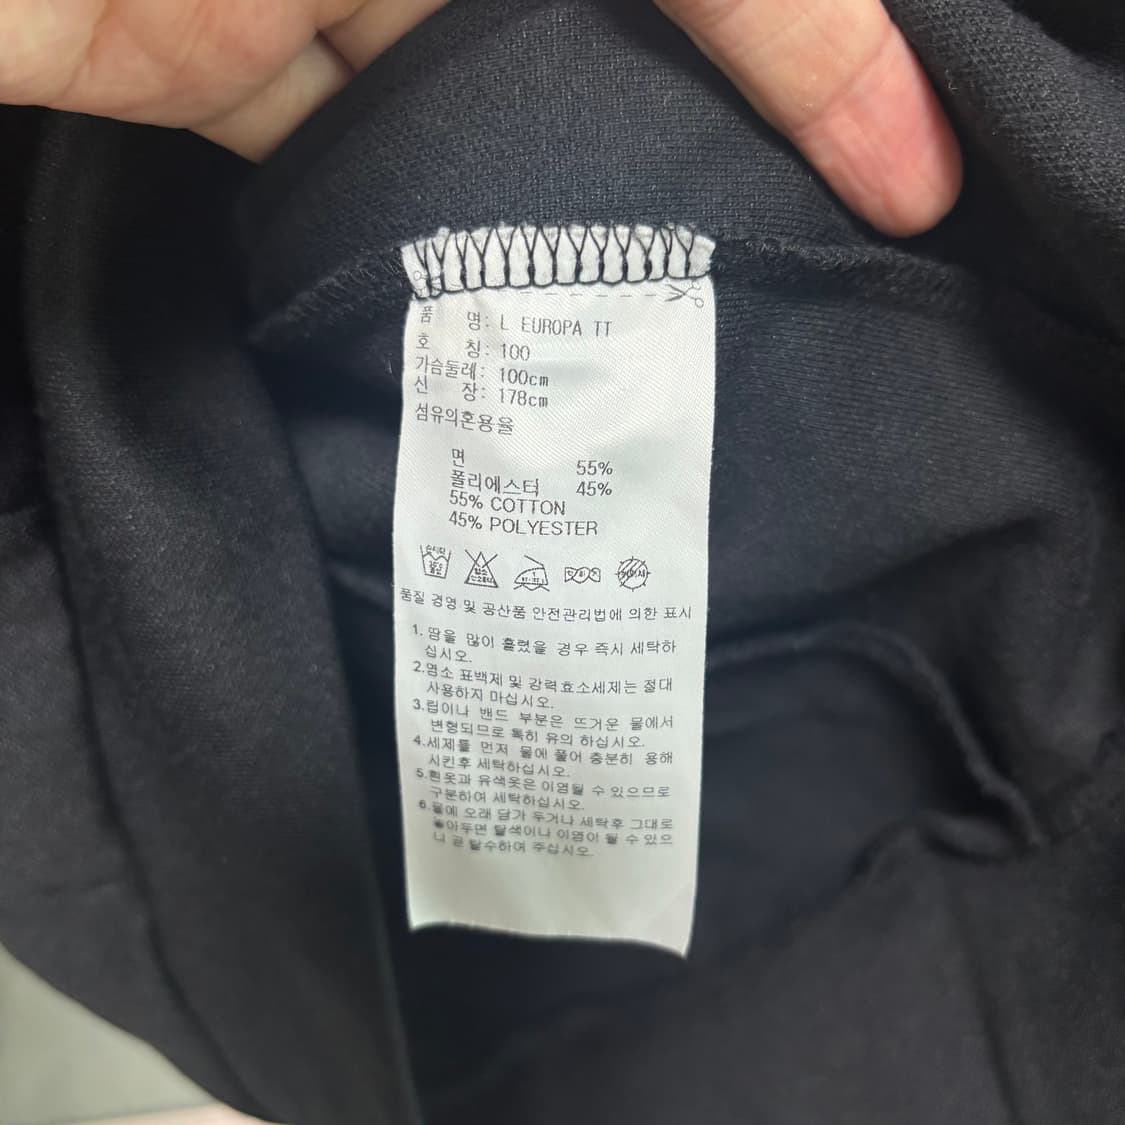 품 명: L EUROPA TT
호 칭: 100
가슴둘레: 100cm
신 장: 178cm
섬유의혼용율
면 55%
폴리에스터 45%
55% COTTON
45% POLYESTER
품질 경영 및 공산품 안전관리법에 의한 표시
1. 땀을 많이 흘렸을 경우 즉시 세탁하
십시오.
2.염소 표백제 및 강력효소세제는 절대
사용하지 마십시오.
3.립이나 밴드 부분은 뜨거운 물에서
변형되므로 특히 유의 하십시오.
4.세제를 먼저 물에 풀어 충분히 용해
시킨후 세탁하십시오.
5.흰옷과 유색옷은 이염될 수 있으므로
구분하여 세탁하십시오.
6.물에 오래 담가 두거나 세탁후 그대로
놓아두면 탈색이나 이염이 될 수 있으
니 곧 탈수하여 주십시오.